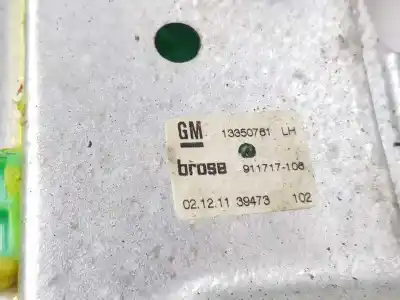 GM 13350761 LH
brose 911717-106
02.12.11 39473 102